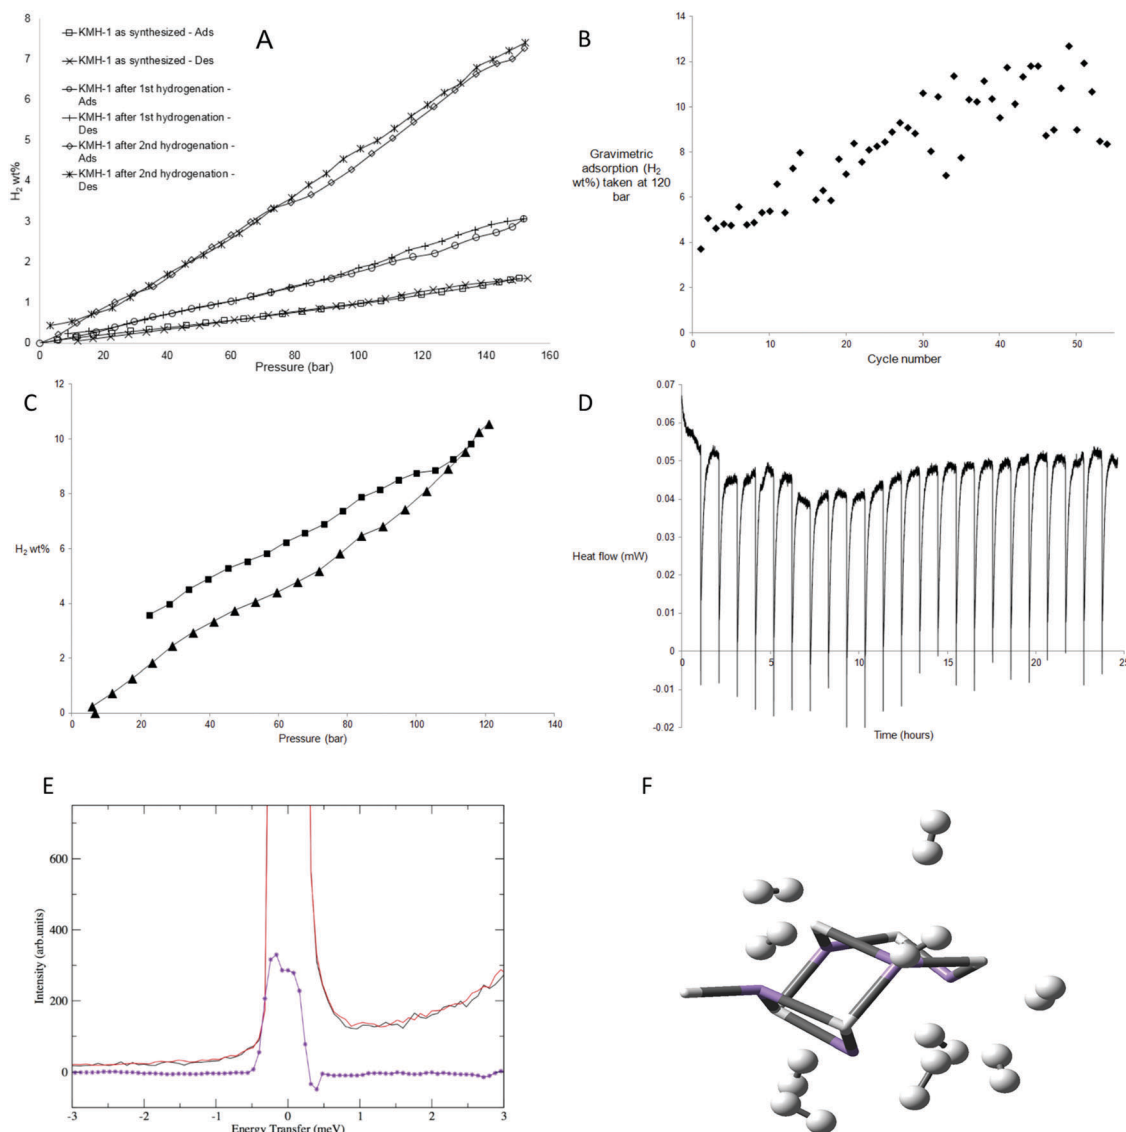 A
8
7
6
5
4
3
2
1
0
H2 wt%
KMH-1 as synthesized - Ads
KMH-1 as synthesized - Des
KMH-1 after 1st hydrogenation -
Ads
KMH-1 after 1st hydrogenation -
Des
KMH-1 after 2nd hydrogenation -
Ads
KMH-1 after 2nd hydrogenation -
Des
0 20 40 60 80 100 120 140 160
Pressure (bar)
B
14
12
10
8
6
4
2
0
Gravimetric
adsorption (H2
wt%) taken at 120
bar
0 10 20 30 40 50
Cycle number
C
12
10
8
6
4
2
0
H2 wt%
0 20 40 60 80 100 120 140
Pressure (bar)
D
0.07
0.06
0.05
0.04
0.03
0.02
0.01
0
-0.01
-0.02
Heat flow (mW)
0 5 10 15 20 25
Time (hours)
E
600
400
200
0
Intensity (arb.units)
-3 -2 -1 0 1 2 3
Energy Transfer (meV)
F